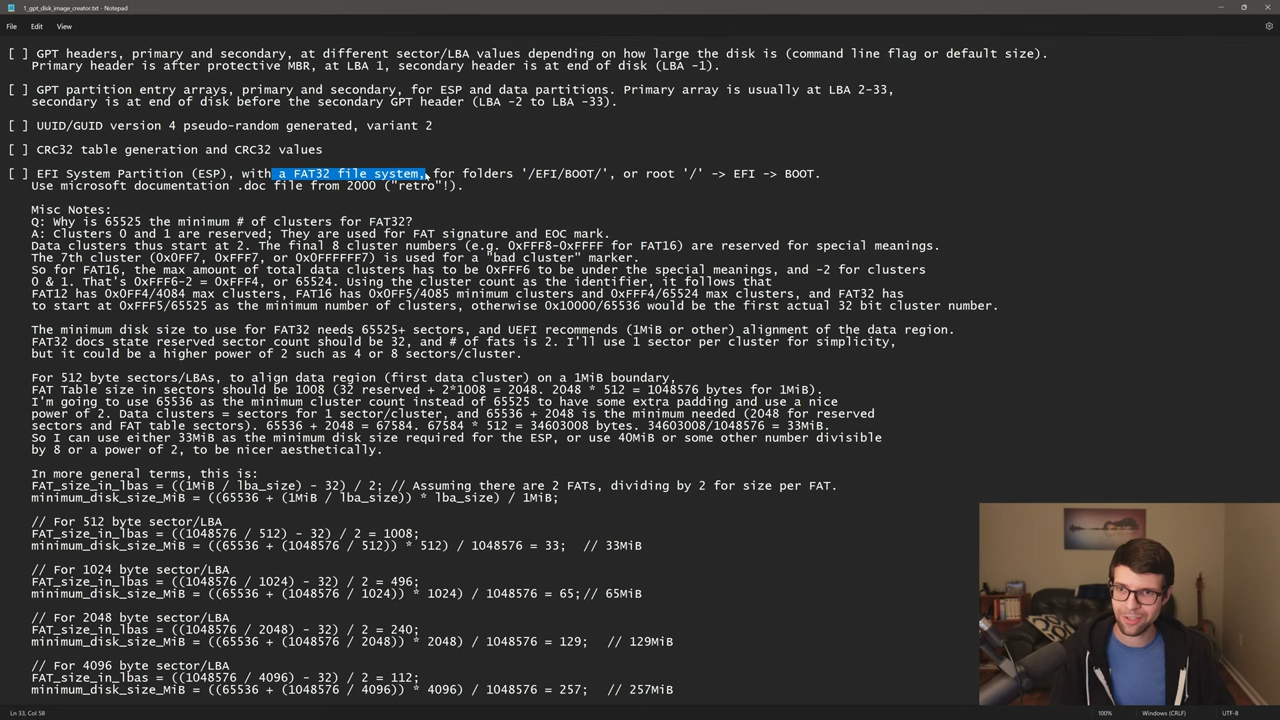 1_gpt_disk_image_creator.txt - Notepad
File Edit View
[ ] GPT headers, primary and secondary, at different sector/LBA values depending on how large the disk is (command line flag or default size).
Primary header is after protective MBR, at LBA 1, secondary header is at end of disk (LBA -1).
[ ] GPT partition entry arrays, primary and secondary, for ESP and data partitions. Primary array is usually at LBA 2-33,
secondary is at end of disk before the secondary GPT header (LBA -2 to LBA -33).
[ ] UUID/GUID version 4 pseudo-random generated, variant 2
[ ] CRC32 table generation and CRC32 values
[ ] EFI System Partition (ESP), with a FAT32 file system, for folders '/EFI/BOOT/', or root '/' -> EFI -> BOOT.
Use microsoft documentation .doc file from 2000 ("retro"!).
Misc Notes:
Q: Why is 65525 the minimum # of clusters for FAT32?
A: Clusters 0 and 1 are reserved; They are used for FAT signature and EOC mark.
Data clusters thus start at 2. The final 8 cluster numbers (e.g. 0xFFF8-0xFFFF for FAT16) are reserved for special meanings.
The 7th cluster (0x0FF7, 0xFFF7, or 0x0FFFFFF7) is used for a "bad cluster" marker.
So for FAT16, the max amount of total data clusters has to be 0xFFF6 to be under the special meanings, and -2 for clusters
0 & 1. That's 0xFFF6-2 = 0xFFF4, or 65524. Using the cluster count as the identifier, it follows that
FAT12 has 0x0FF4/4084 max clusters, FAT16 has 0x0FF5/4085 minimum clusters and 0xFFF4/65524 max clusters, and FAT32 has
to start at 0xFFF5/65525 as the minimum number of clusters, otherwise 0x10000/65536 would be the first actual 32 bit cluster number.
The minimum disk size to use for FAT32 needs 65525+ sectors, and UEFI recommends (1MiB or other) alignment of the data region.
FAT32 docs state reserved sector count should be 32, and # of fats is 2. I'll use 1 sector per cluster for simplicity,
but it could be a higher power of 2 such as 4 or 8 sectors/cluster.
For 512 byte sectors/LBAs, to align data region (first data cluster) on a 1MiB boundary,
FAT Table size in sectors should be 1008 (32 reserved + 2*1008 = 2048. 2048 * 512 = 1048576 bytes for 1MiB).
I'm going to use 65536 as the minimum cluster count instead of 65525 to have some extra padding and use a nice
power of 2. Data clusters = sectors for 1 sector/cluster, and 65536 + 2048 is the minimum needed (2048 for reserved
sectors and FAT table sectors). 65536 + 2048 = 67584. 67584 * 512 = 34603008 bytes. 34603008/1048576 = 33MiB.
So I can use either 33MiB as the minimum disk size required for the ESP, or use 40MiB or some other number divisible
by 8 or a power of 2, to be nicer aesthetically.
In more general terms, this is:
FAT_size_in_lbas = ((1MiB / lba_size) - 32) / 2; // Assuming there are 2 FATs, dividing by 2 for size per FAT.
minimum_disk_size_MiB = ((65536 + (1MiB / lba_size)) * lba_size) / 1MiB;
// For 512 byte sector/LBA
FAT_size_in_lbas = ((1048576 / 512) - 32) / 2 = 1008;
minimum_disk_size_MiB = ((65536 + (1048576 / 512)) * 512) / 1048576 = 33; // 33MiB
// For 1024 byte sector/LBA
FAT_size_in_lbas = ((1048576 / 1024) - 32) / 2 = 496;
minimum_disk_size_MiB = ((65536 + (1048576 / 1024)) * 1024) / 1048576 = 65;// 65MiB
// For 2048 byte sector/LBA
FAT_size_in_lbas = ((1048576 / 2048) - 32) / 2 = 240;
minimum_disk_size_MiB = ((65536 + (1048576 / 2048)) * 2048) / 1048576 = 129; // 129MiB
// For 4096 byte sector/LBA
FAT_size_in_lbas = ((1048576 / 4096) - 32) / 2 = 112;
minimum_disk_size_MiB = ((65536 + (1048576 / 4096)) * 4096) / 1048576 = 257; // 257MiB
Ln 33, Col 58 100% Windows (CRLF) UTF-8